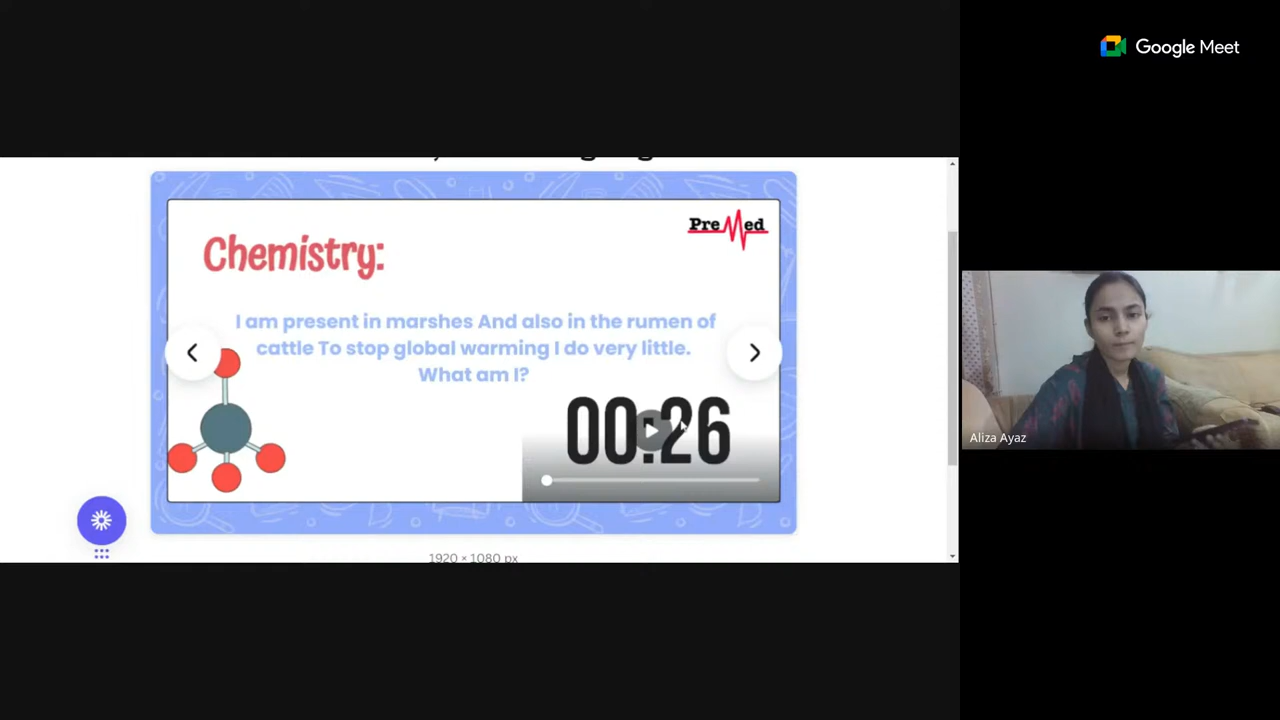 Google Meet
PreMed
Chemistry:
I am present in marshes And also in the rumen of
cattle To stop global warming I do very little.
What am I?
00:26
Aliza Ayaz
1920 × 1080 px